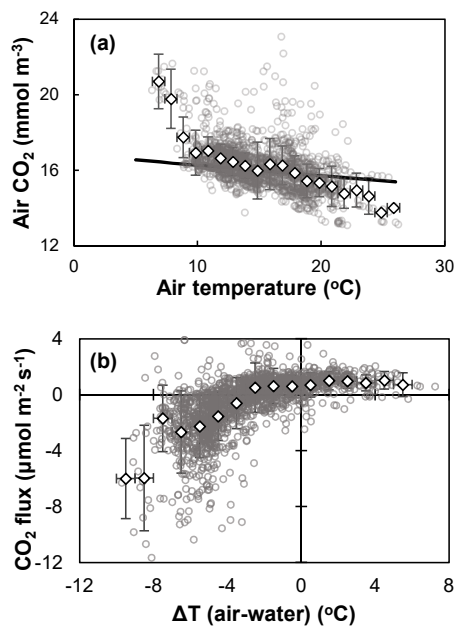 (a)
24
20
16
12
Air CO₂ (mmol m⁻³)
0 10 20 30
Air temperature (ᵒC)
(b)
4
0
-4
-8
-12
CO₂ flux (μmol m⁻² s⁻¹)
-12 -8 -4 0 4 8
ΔT (air-water) (ᵒC)